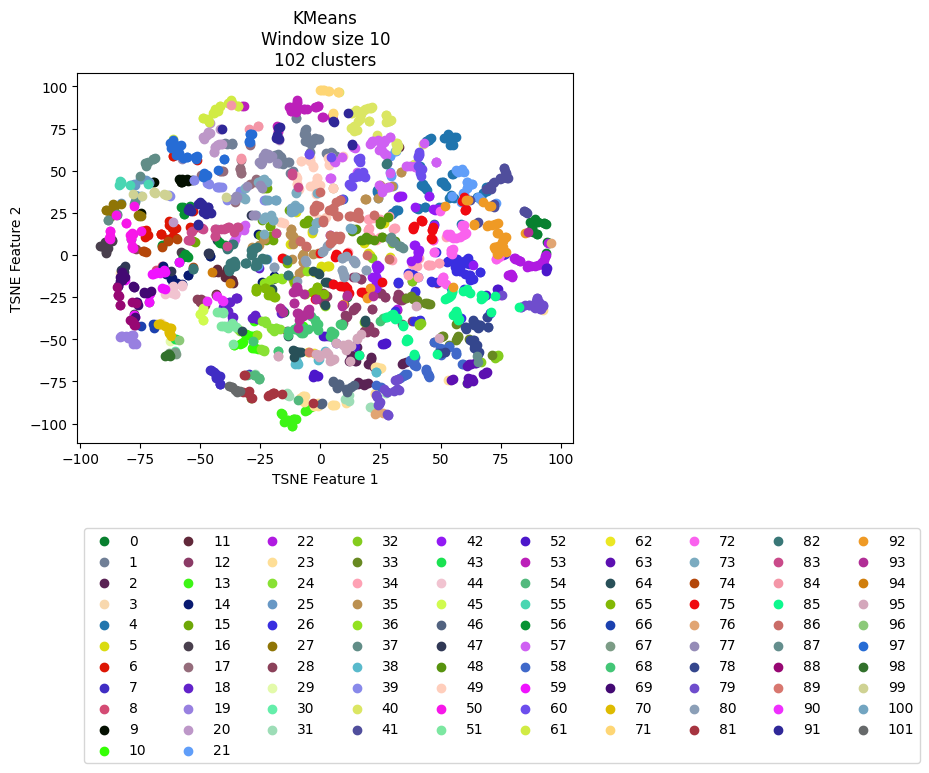 KMeans
Window size 10
102 clusters
100
75
50
25
0
−25
−50
−75
−100
TSNE Feature 2
−100 −75 −50 −25 0 25 50 75 100
TSNE Feature 1
0 11 22 32 42 52 62 72 82 92
1 12 23 33 43 53 63 73 83 93
2 13 24 34 44 54 64 74 84 94
3 14 25 35 45 55 65 75 85 95
4 15 26 36 46 56 66 76 86 96
5 16 27 37 47 57 67 77 87 97
6 17 28 38 48 58 68 78 88 98
7 18 29 39 49 59 69 79 89 99
8 19 30 40 50 60 70 80 90 100
9 20 31 41 51 61 71 81 91 101
10 21